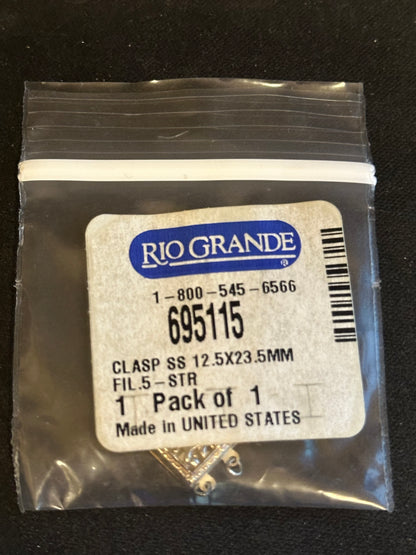 RIO GRANDE
®
1-800-545-6566
695115
CLASP SS 12.5X23.5MM
FIL.5-STR
1 Pack of 1
Made in UNITED STATES